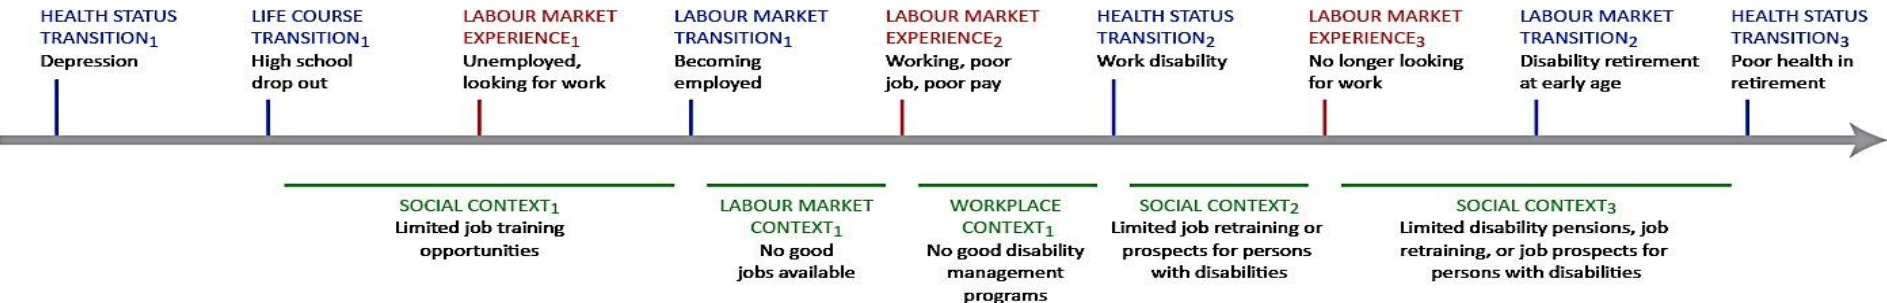 HEALTH STATUS
TRANSITION₁
Depression
LIFE COURSE
TRANSITION₁
High school
drop out
LABOUR MARKET
EXPERIENCE₁
Unemployed,
looking for work
LABOUR MARKET
TRANSITION₁
Becoming
employed
LABOUR MARKET
EXPERIENCE₂
Working, poor
job, poor pay
HEALTH STATUS
TRANSITION₂
Work disability
LABOUR MARKET
EXPERIENCE₃
No longer looking
for work
LABOUR MARKET
TRANSITION₂
Disability retirement
at early age
HEALTH STATUS
TRANSITION₃
Poor health in
retirement
SOCIAL CONTEXT₁
Limited job training
opportunities
LABOUR MARKET
CONTEXT₁
No good
jobs available
WORKPLACE
CONTEXT₁
No good disability
management
programs
SOCIAL CONTEXT₂
Limited job retraining or
prospects for persons
with disabilities
SOCIAL CONTEXT₃
Limited disability pensions, job
retraining, or job prospects for
persons with disabilities